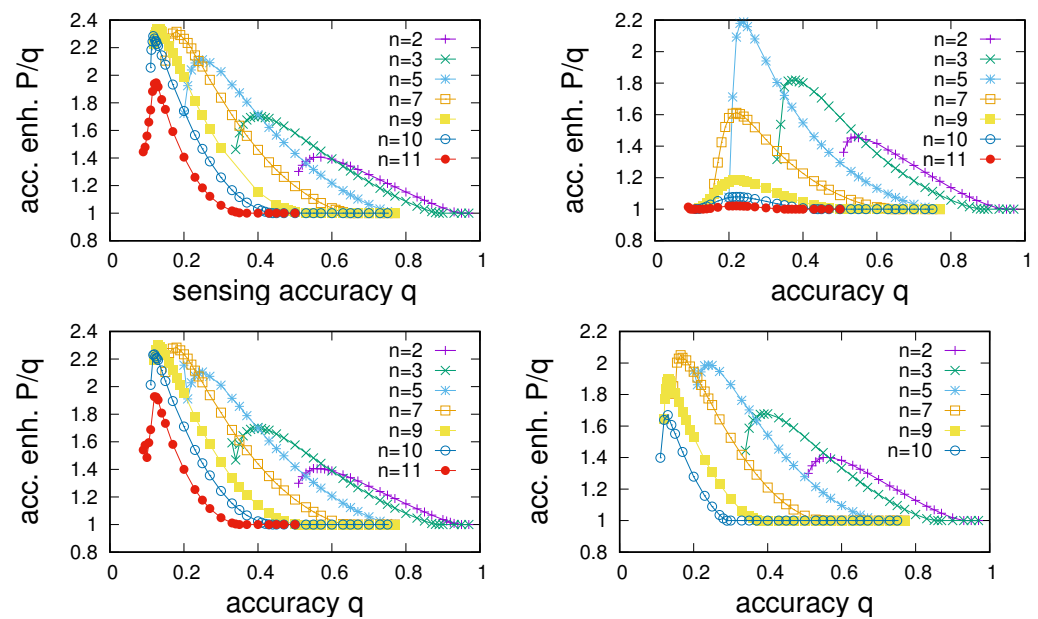 acc. enh. P/q
2.4
2.2
2
1.8
1.6
1.4
1.2
1
0.8
n=2
n=3
n=5
n=7
n=9
n=10
n=11
0 0.2 0.4 0.6 0.8 1
sensing accuracy q
acc. enh. P/q
2.2
2
1.8
1.6
1.4
1.2
1
0.8
n=2
n=3
n=5
n=7
n=9
n=10
n=11
0 0.2 0.4 0.6 0.8 1
accuracy q
acc. enh. P/q
2.4
2.2
2
1.8
1.6
1.4
1.2
1
0.8
n=2
n=3
n=5
n=7
n=9
n=10
n=11
0 0.2 0.4 0.6 0.8 1
accuracy q
acc. enh. P/q
2.2
2
1.8
1.6
1.4
1.2
1
0.8
n=2
n=3
n=5
n=7
n=9
n=10
0 0.2 0.4 0.6 0.8 1
accuracy q